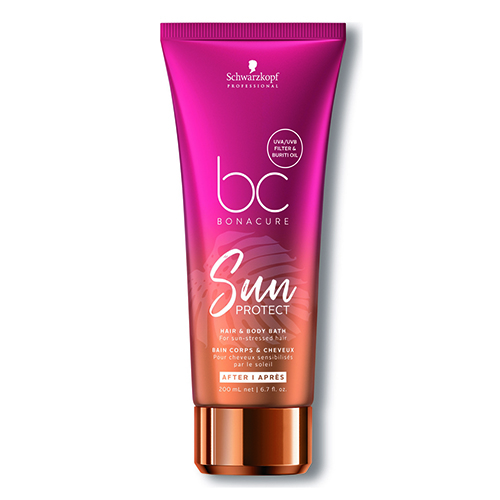 Schwarzkopf
PROFESSIONAL
UVA/UVB
FILTER &
BURITI OIL
bc
BONACURE
Sun
PROTECT
HAIR & BODY BATH
For sun-stressed hair
BAIN CORPS & CHEVEUX
Pour cheveux sensibilisés
par le soleil
AFTER | APRÈS
200 mL net | 6.7 fl. oz.